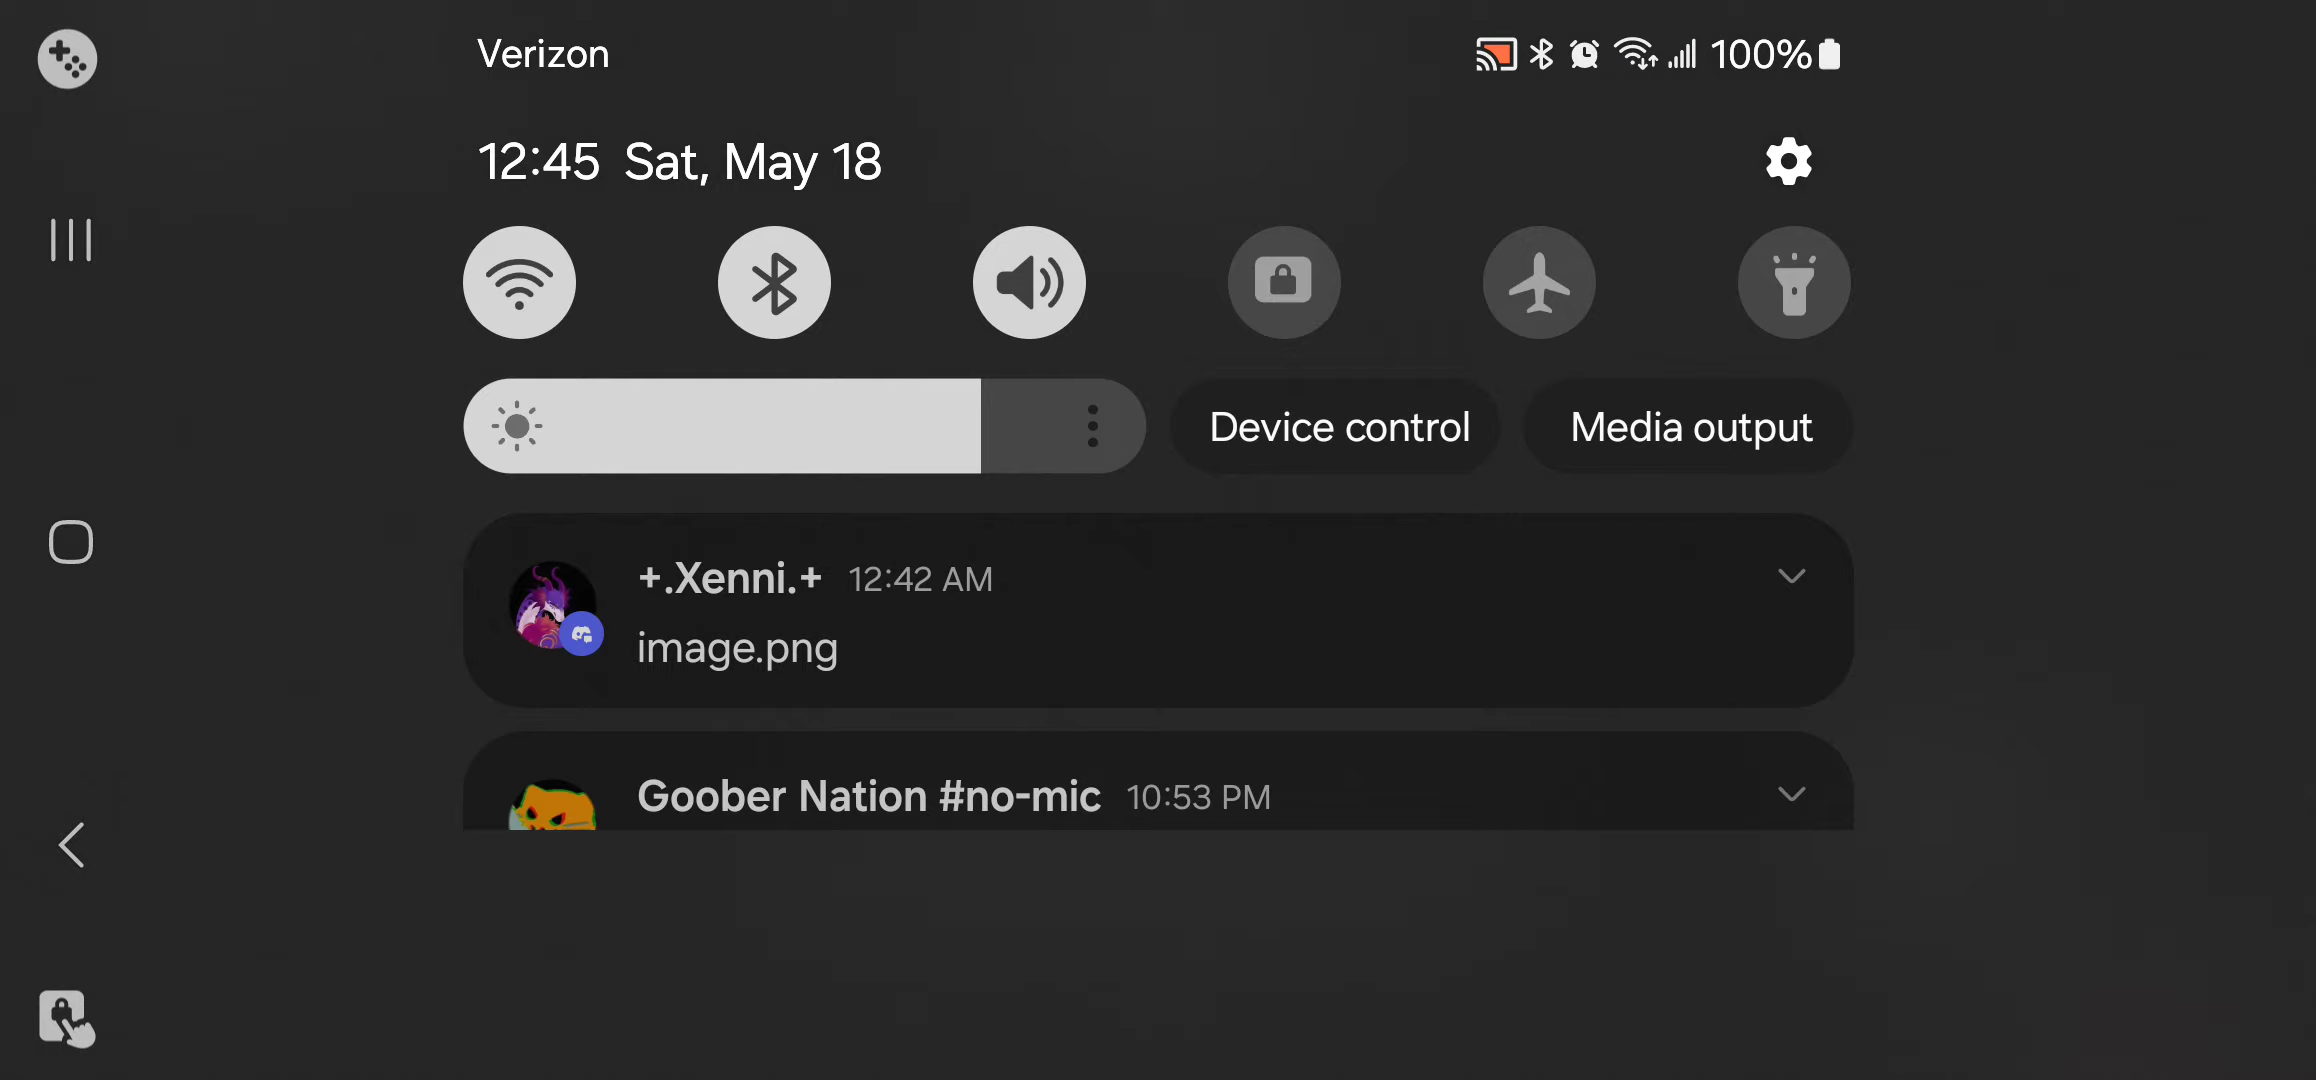 Verizon
100%
12:45 Sat, May 18
Device control
Media output
+.Xenni.+ 12:42 AM
image.png
Goober Nation #no-mic 10:53 PM